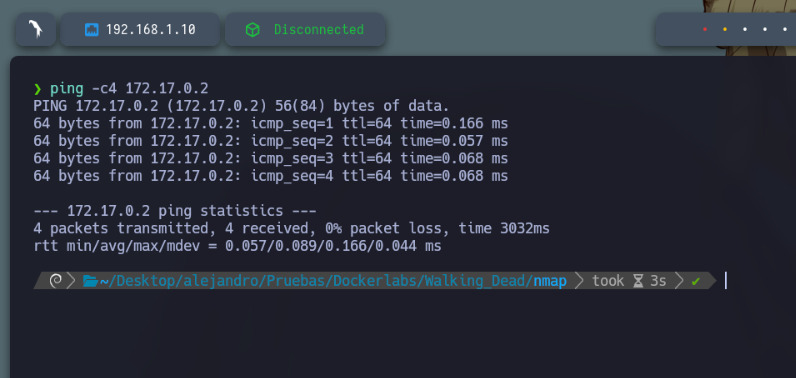 192.168.1.10
Disconnected
❯ ping -c4 172.17.0.2
PING 172.17.0.2 (172.17.0.2) 56(84) bytes of data.
64 bytes from 172.17.0.2: icmp_seq=1 ttl=64 time=0.166 ms
64 bytes from 172.17.0.2: icmp_seq=2 ttl=64 time=0.057 ms
64 bytes from 172.17.0.2: icmp_seq=3 ttl=64 time=0.068 ms
64 bytes from 172.17.0.2: icmp_seq=4 ttl=64 time=0.068 ms
--- 172.17.0.2 ping statistics ---
4 packets transmitted, 4 received, 0% packet loss, time 3032ms
rtt min/avg/max/mdev = 0.057/0.089/0.166/0.044 ms
~/Desktop/alejandro/Pruebas/Dockerlabs/Walking_Dead/nmap took 3s ✔